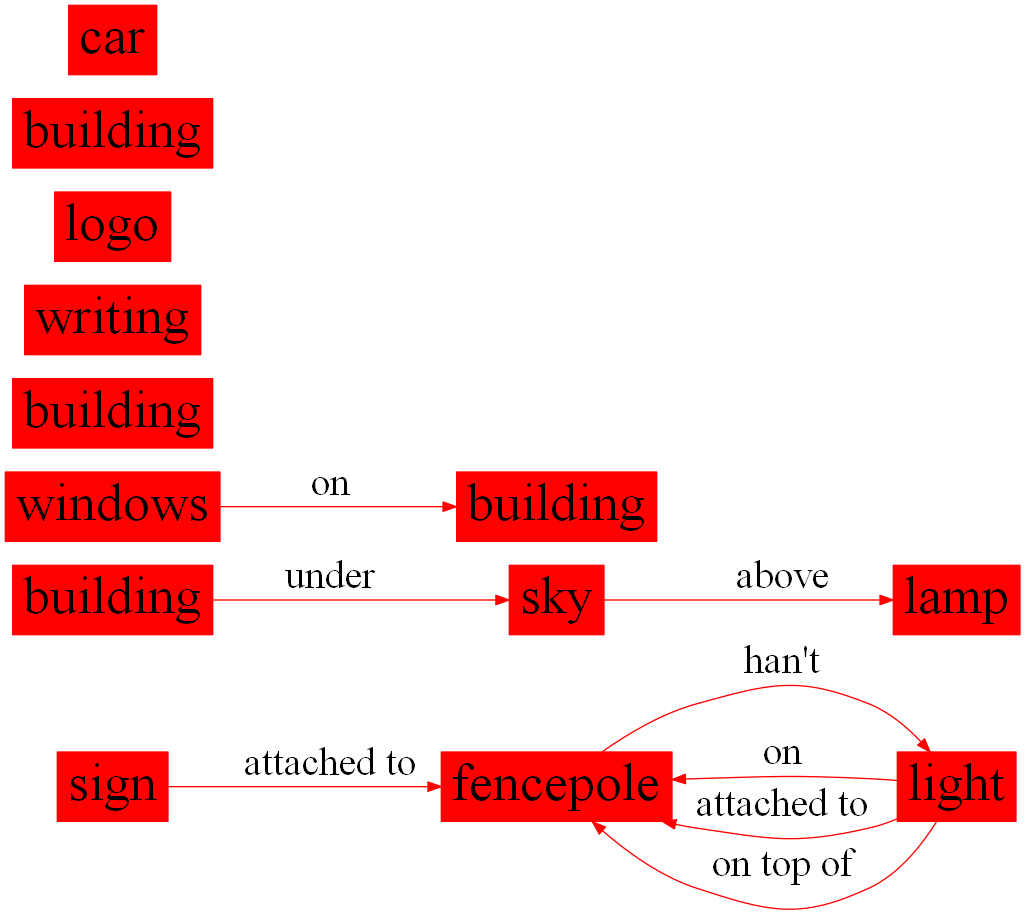 car
building
logo
writing
building
windows on building
building under sky above lamp
han't
sign attached to fencepole on light
attached to
on top of